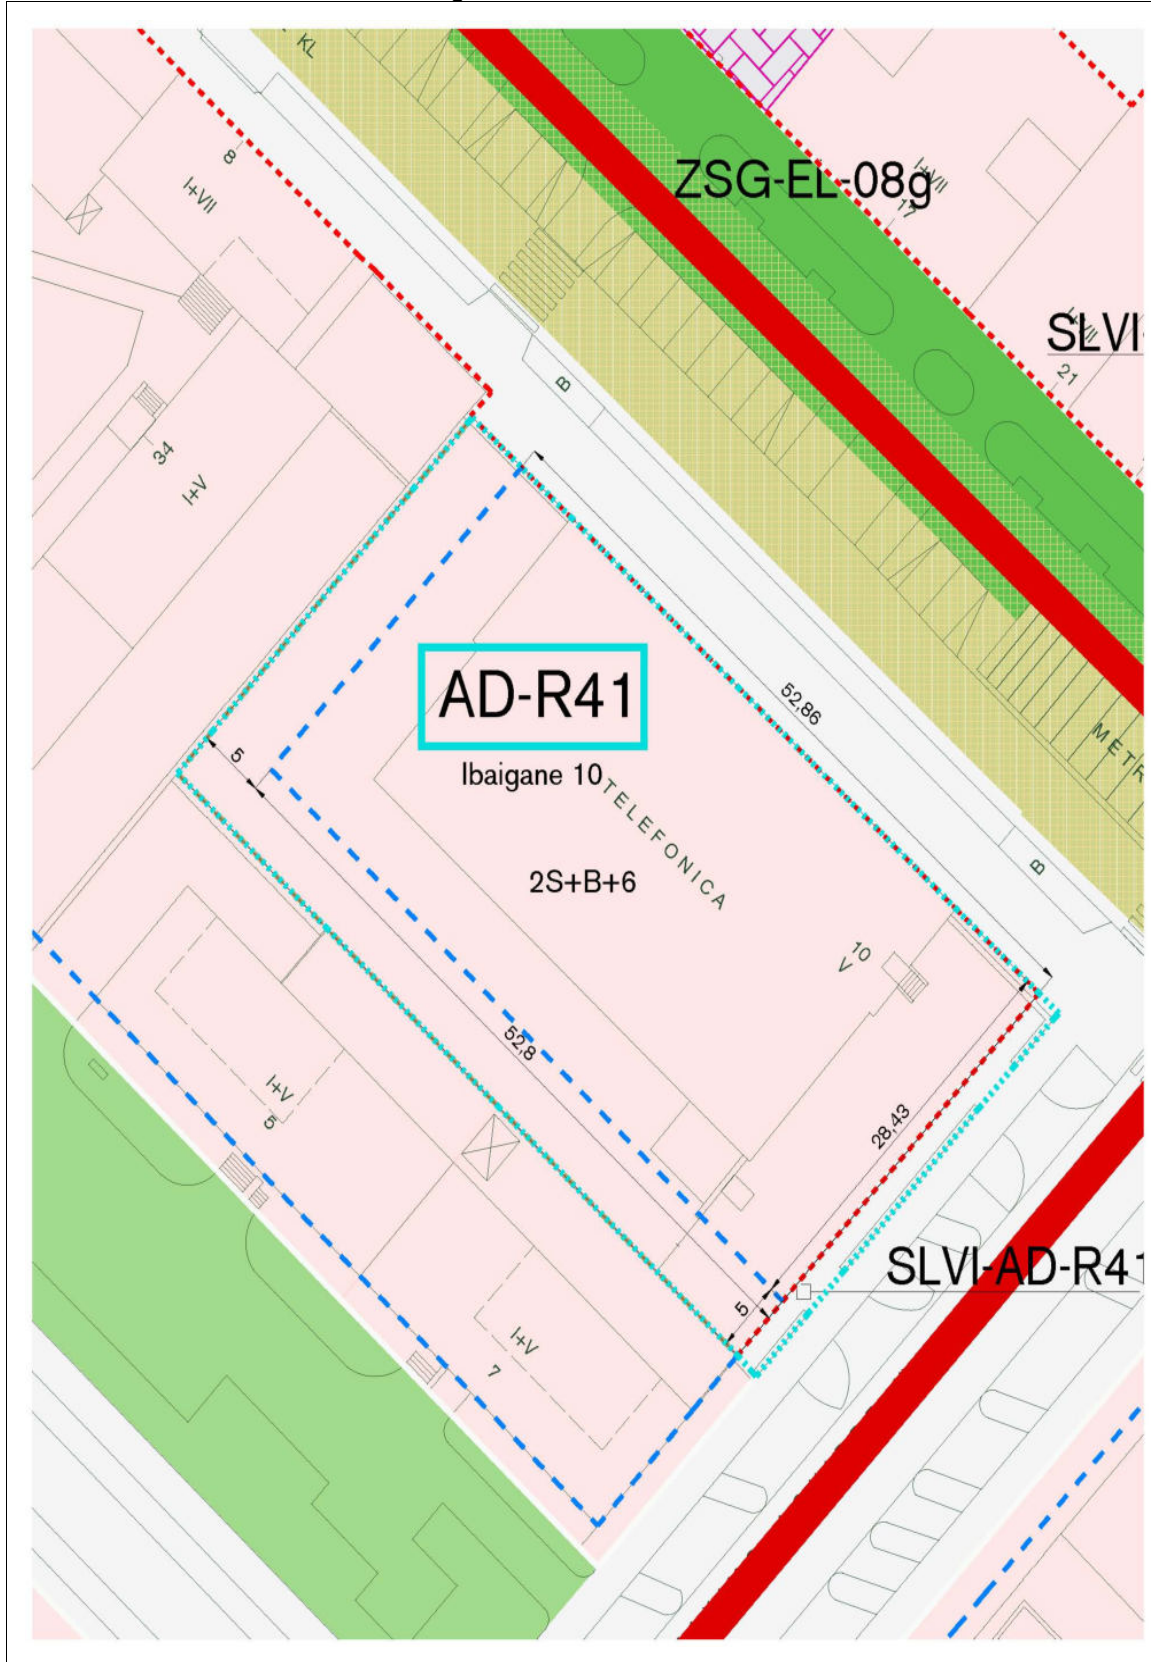 KL
ZSG-EL-08g
I+VII
17
8
I+VII
SLVI-
I+VII
21
B
34
I+V
AD-R41
52,86
METR
5
Ibaigane 10
TELEFONICA
2S+B+6
B
10
V
52,8
I+V
5
28,43
SLVI-AD-R41
5
I+V
7